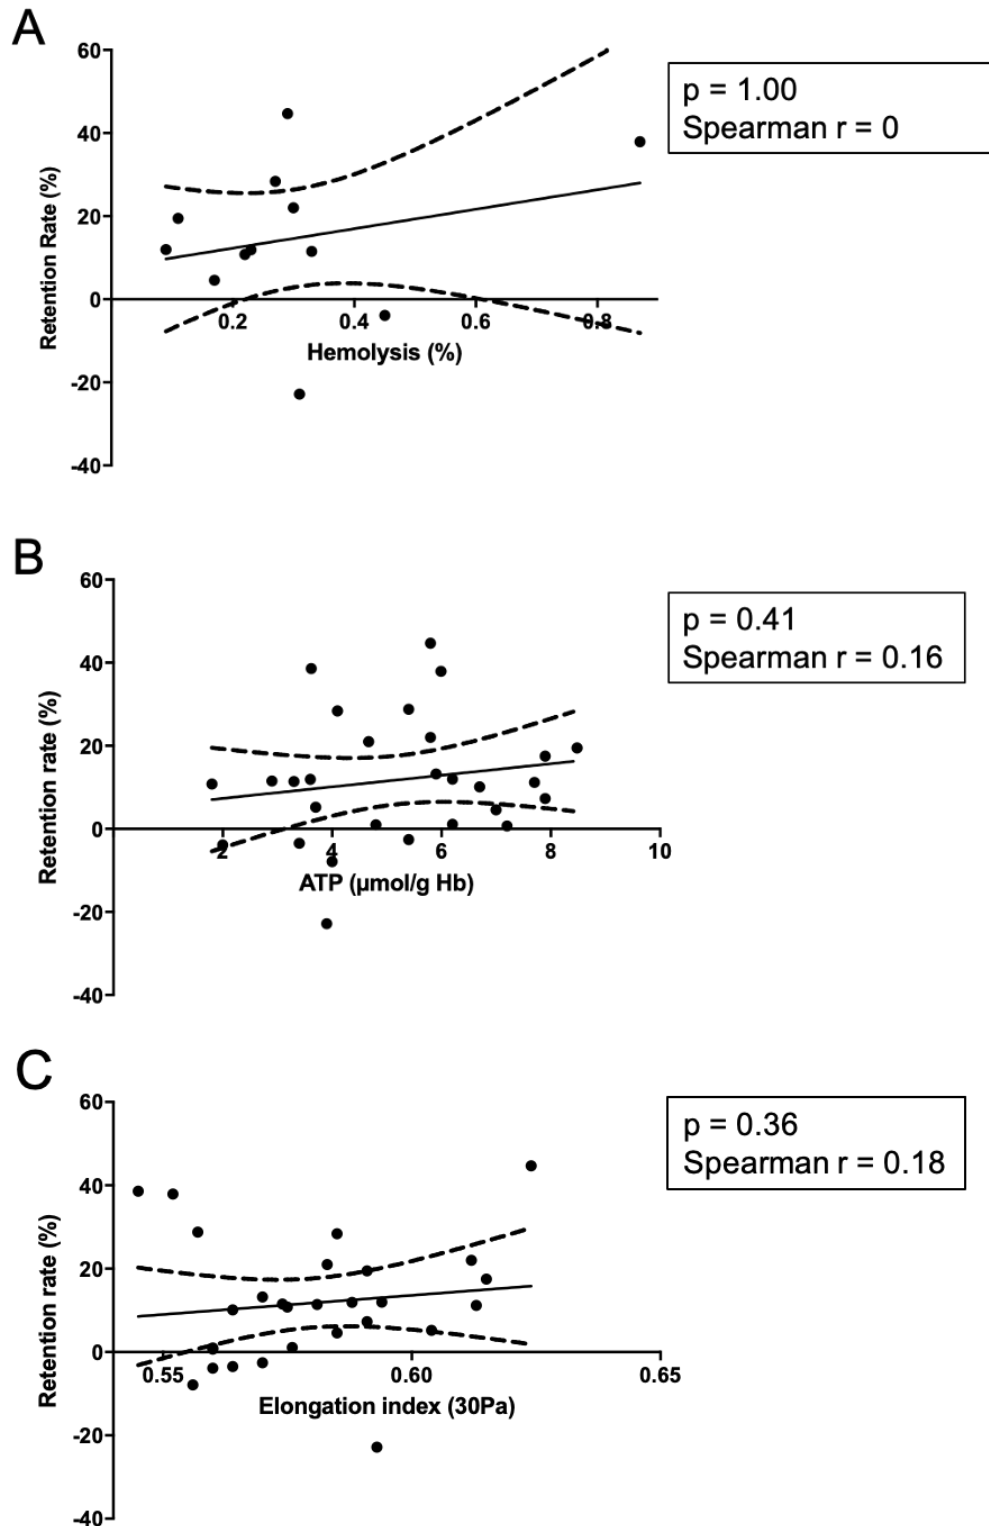 A
60
40
20
0
-20
-40
Retention Rate (%)
0.2
0.4
0.6
0.8
Hemolysis (%)
p = 1.00
Spearman r = 0
B
60
40
20
0
-20
-40
Retention rate (%)
2
4
6
8
10
ATP (µmol/g Hb)
p = 0.41
Spearman r = 0.16
C
60
40
20
0
-20
-40
Retention rate (%)
0.55
0.60
0.65
Elongation index (30Pa)
p = 0.36
Spearman r = 0.18